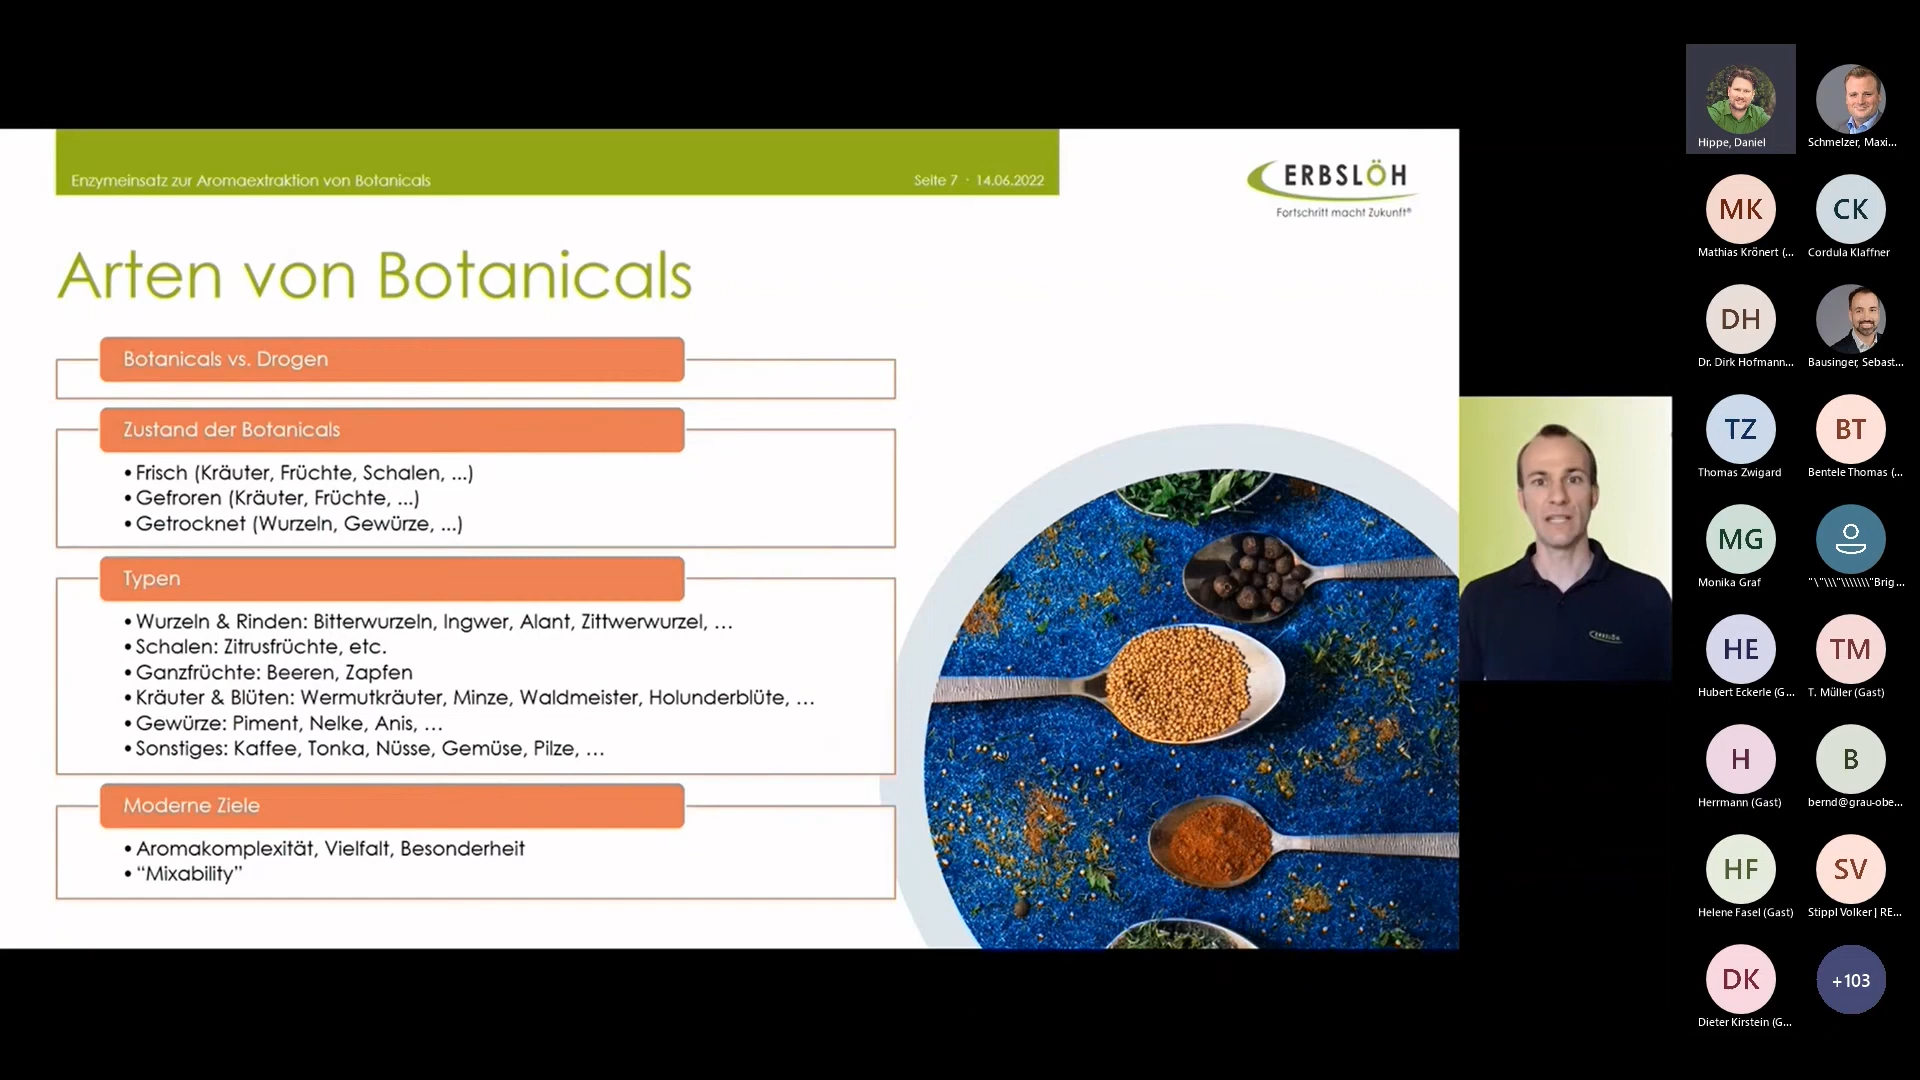 Enzymeinsatz zur Aromaextraktion von Botanicals
Seite 7 · 14.06.2022
ERBSLÖH
Fortschritt macht Zukunft®
Arten von Botanicals
Botanicals vs. Drogen
Zustand der Botanicals
• Frisch (Kräuter, Früchte, Schalen, ...)
• Gefroren (Kräuter, Früchte, ...)
• Getrocknet (Wurzeln, Gewürze, ...)
Typen
• Wurzeln & Rinden: Bitterwurzeln, Ingwer, Alant, Zittwerwurzel, …
• Schalen: Zitrusfrüchte, etc.
• Ganzfrüchte: Beeren, Zapfen
• Kräuter & Blüten: Wermutkräuter, Minze, Waldmeister, Holunderblüte, …
• Gewürze: Piment, Nelke, Anis, …
• Sonstiges: Kaffee, Tonka, Nüsse, Gemüse, Pilze, …
Moderne Ziele
• Aromakomplexität, Vielfalt, Besonderheit
• “Mixability”
ERBSLÖH
Hippe, Daniel
Schmelzer, Maxi...
MK
Mathias Krönert (...
CK
Cordula Klaffner
DH
Dr. Dirk Hofmann...
Bausinger, Sebast...
TZ
Thomas Zwigard
BT
Bentele Thomas (...
MG
Monika Graf
"\"\\\"\\\\\\\"Brig...
HE
Hubert Eckerle (G...
TM
T. Müller (Gast)
H
Herrmann (Gast)
B
bernd@grau-obe...
HF
Helene Fasel (Gast)
SV
Stippl Volker | RE...
DK
Dieter Kirstein (G...
+103